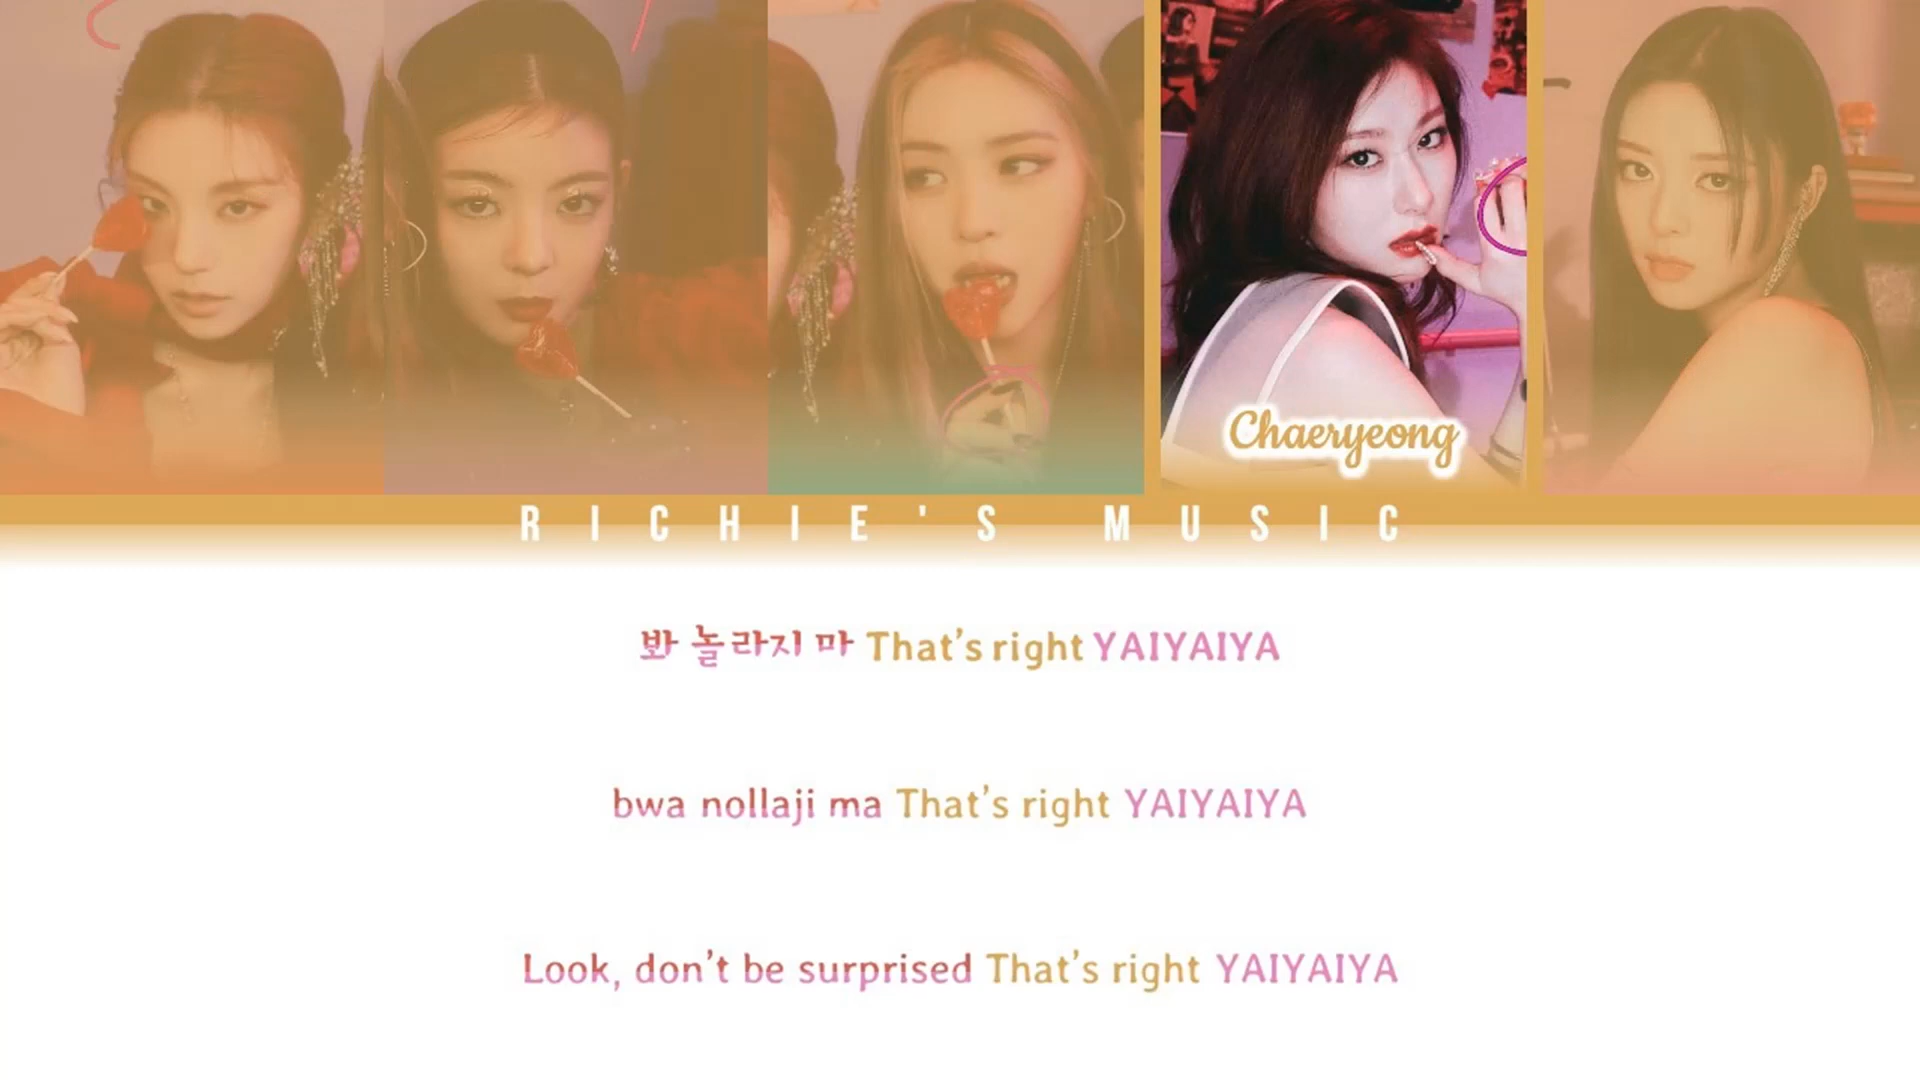 Chaeryeong
RICHIE'S MUSIC
봐 놀라지 마 That's right YAIYAIYA
bwa nollaji ma That's right YAIYAIYA
Look, don't be surprised That's right YAIYAIYA